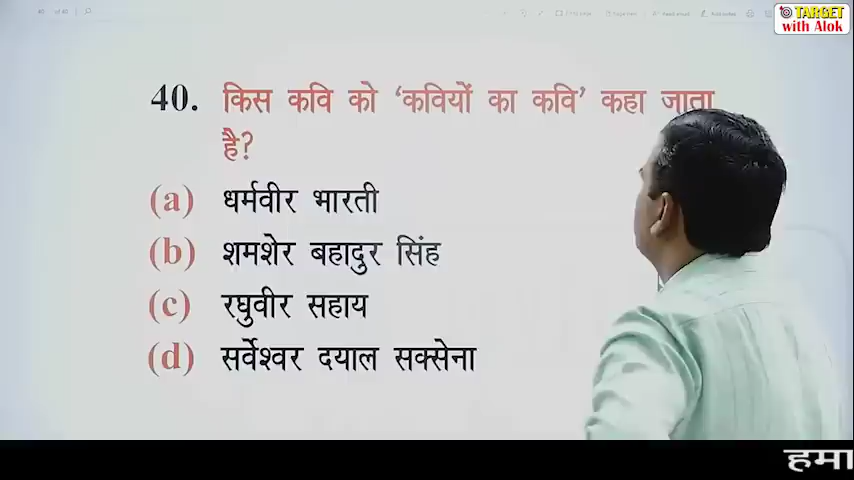 TARGET
with Alok
40. किस कवि को ‘कवियों का कवि’ कहा जाता
है?
(a) धर्मवीर भारती
(b) शमशेर बहादुर सिंह
(c) रघुवीर सहाय
(d) सर्वेश्वर दयाल सक्सेना
हमा